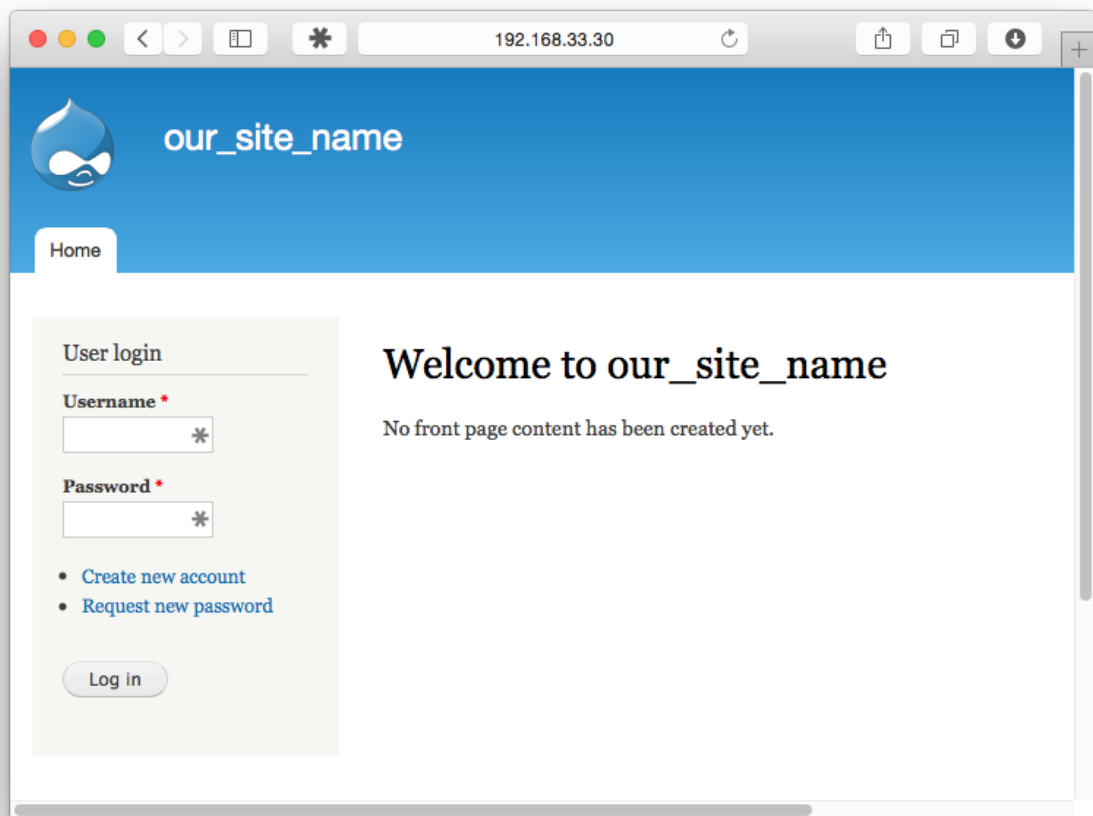 192.168.33.30
our_site_name
Home
User login
Username *
Password *
Create new account
Request new password
Log in
Welcome to our_site_name
No front page content has been created yet.